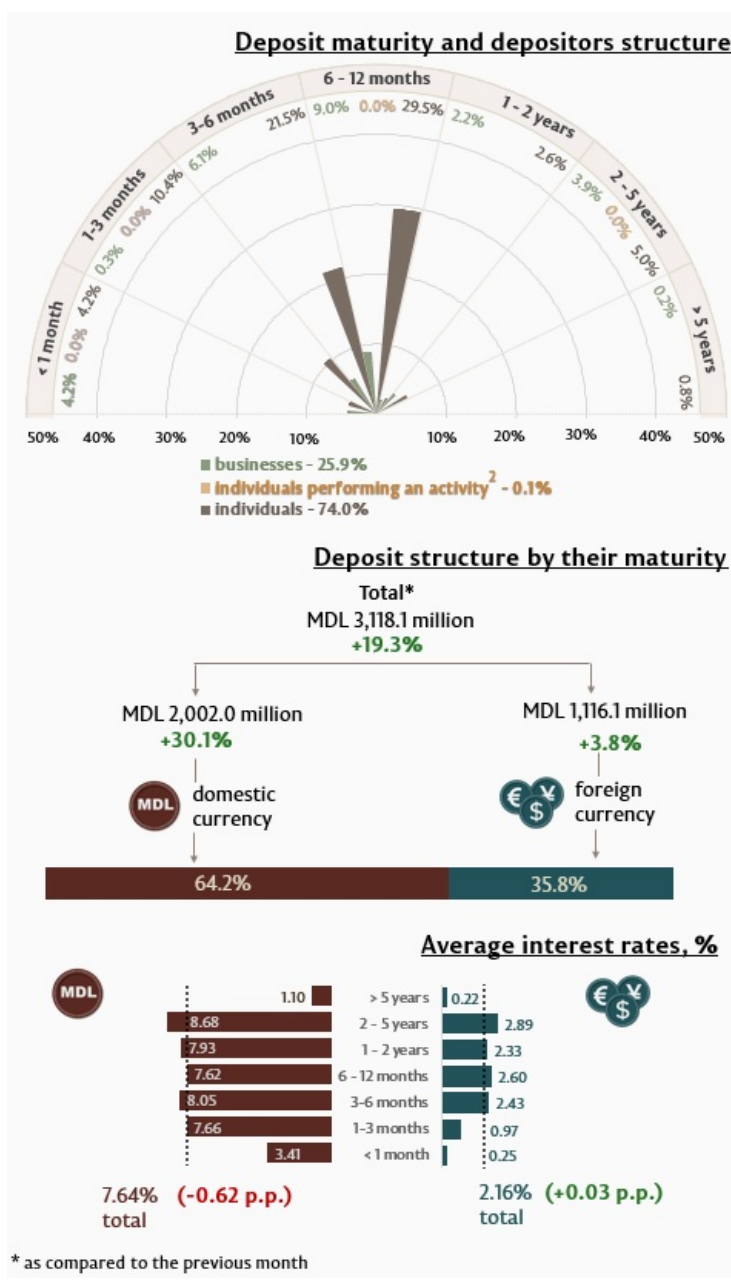 Deposit maturity and depositors structure
6 - 12 months
3-6 months
1 - 2 years
1-3 months
2 - 5 years
< 1 month
> 5 years
4.2% 0.0% 4.2%
0.3% 0.0% 10.4%
6.1% 21.5%
9.0% 0.0% 29.5%
2.2% 2.6%
3.9% 0.0% 5.0%
0.2% 0.8%
50% 40% 30% 20% 10% 10% 20% 30% 40% 50%
businesses - 25.9%
individuals performing an activity2 - 0.1%
individuals - 74.0%
Deposit structure by their maturity
Total*
MDL 3,118.1 million
+19.3%
MDL 2,002.0 million
+30.1%
MDL 1,116.1 million
+3.8%
MDL
domestic
currency
€ ¥
$
foreign
currency
64.2% 35.8%
Average interest rates, %
MDL
€ ¥
$
1.10 > 5 years 0.22
8.68 2 - 5 years 2.89
7.93 1 - 2 years 2.33
7.62 6 - 12 months 2.60
8.05 3-6 months 2.43
7.66 1-3 months 0.97
3.41 < 1 month 0.25
7.64% (-0.62 p.p.)
total
2.16% (+0.03 p.p.)
total
* as compared to the previous month